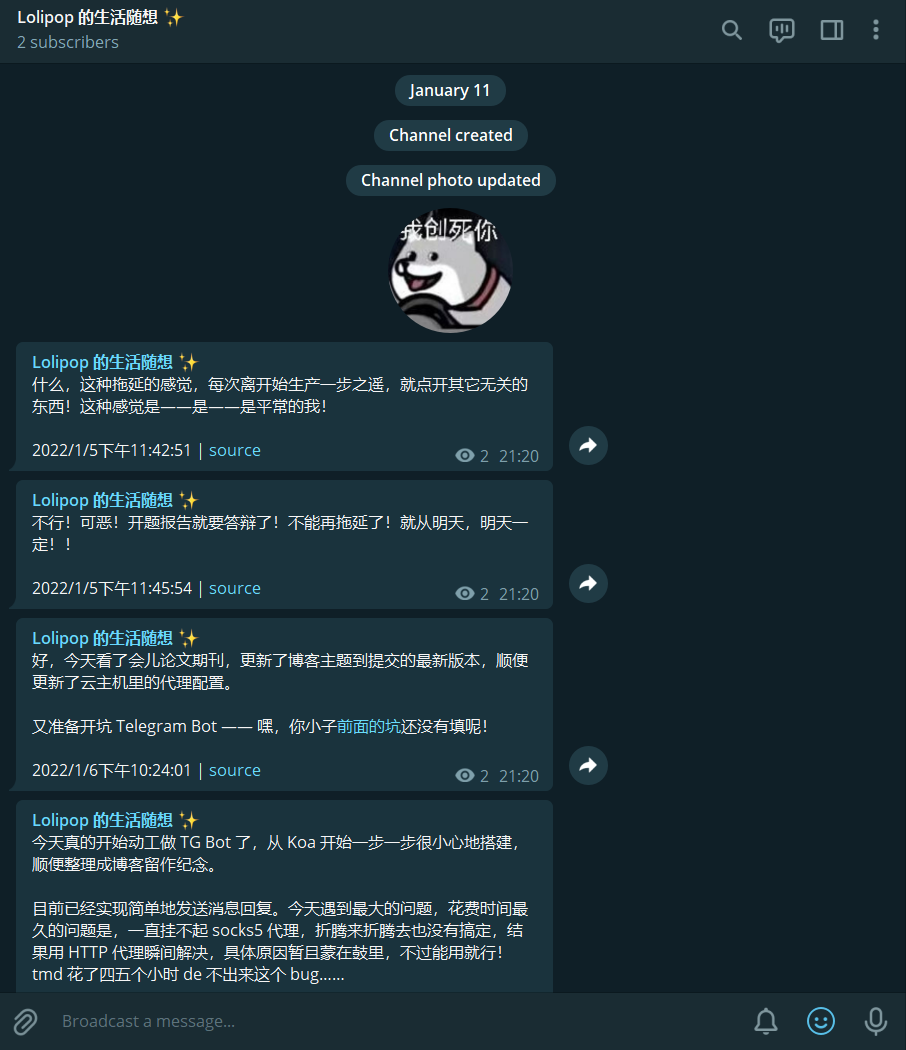 Lolipop 的生活随想 ✨
2 subscribers
January 11
Channel created
Channel photo updated
我创死你
Lolipop 的生活随想 ✨
什么，这种拖延的感觉，每次离开始生产一步之遥，就点开其它无关的
东西！这种感觉是——是——是平常的我！
2022/1/5下午11:42:51 | source
2 21:20
Lolipop 的生活随想 ✨
不行！可恶！开题报告就要答辩了！不能再拖延了！就从明天，明天一
定！！
2022/1/5下午11:45:54 | source
2 21:20
Lolipop 的生活随想 ✨
好，今天看了会儿论文期刊，更新了博客主题到提交的最新版本，顺便
更新了云主机里的代理配置。
又准备开坑 Telegram Bot —— 嘿，你小子前面的坑还没有填呢！
2022/1/6下午10:24:01 | source
2 21:20
Lolipop 的生活随想 ✨
今天真的开始动工做 TG Bot 了，从 Koa 开始一步一步很小心地搭建，
顺便整理成博客留作纪念。
目前已经实现简单地发送消息回复。今天遇到最大的问题，花费时间最
久的问题是，一直挂不起 socks5 代理，折腾来折腾去也没有搞定，结
果用 HTTP 代理瞬间解决，具体原因暂且蒙在鼓里，不过能用就行！
tmd 花了四五个小时 de 不出来这个 bug......
Broadcast a message...